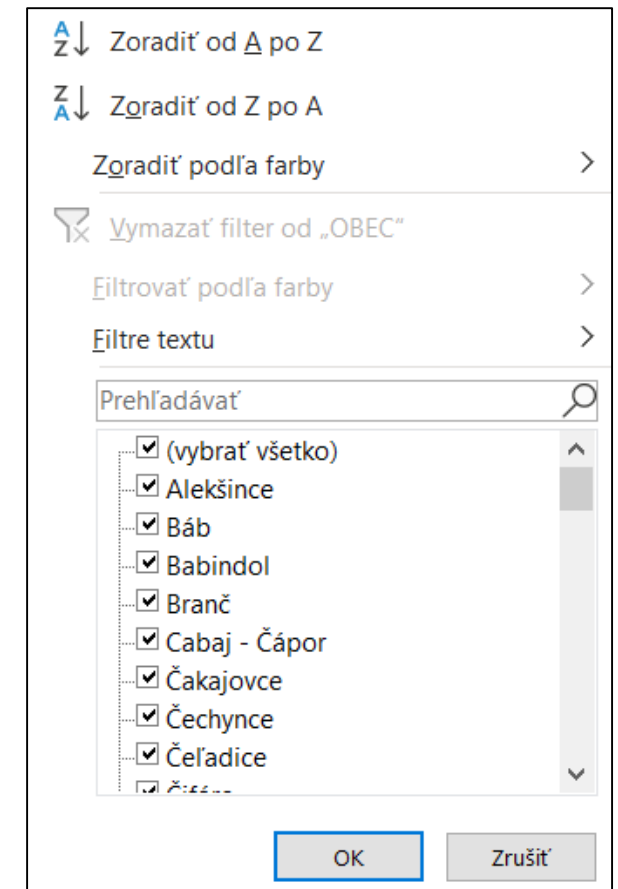 Zoradiť od A po Z
Zoradiť od Z po A
Zoradiť podľa farby
Vymazať filter od „OBEC“
Filtrovať podľa farby
Filtre textu
Prehľadávať
(vybrať všetko)
Alekšince
Báb
Babindol
Branč
Cabaj - Čápor
Čakajovce
Čechynce
Čeľadice
OK Zrušiť